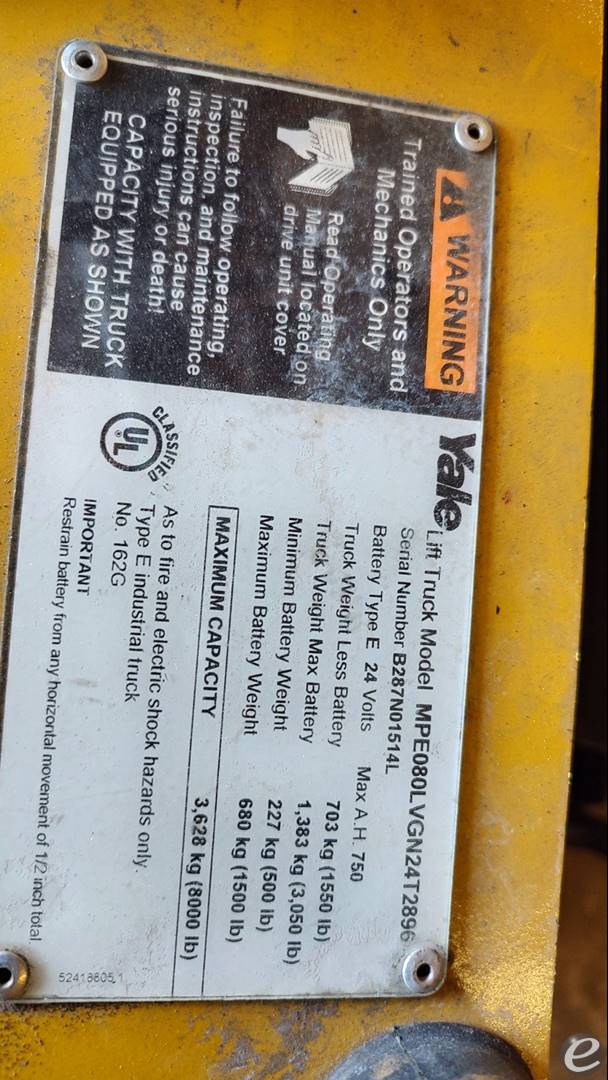 WARNING
Trained Operators and
Mechanics Only
Read Operating
Manual located on
drive unit cover
Failure to follow operating,
inspection, and maintenance
instructions can cause
serious injury or death!
CAPACITY WITH TRUCK
EQUIPPED AS SHOWN
Yale Lift Truck Model MPE080LVGN24T2896
Serial Number B287N01514L
Battery Type E 24 Volts Max A.H. 750
Truck Weight Less Battery 703 kg (1550 lb)
Truck Weight Max Battery 1,383 kg (3,050 lb)
Minimum Battery Weight 227 kg (500 lb)
Maximum Battery Weight 680 kg (1500 lb)
MAXIMUM CAPACITY 3,628 kg (8000 lb)
CLASSIFIED
UL
As to fire and electric shock hazards only.
Type E industrial truck
No. 162G
IMPORTANT
Restrain battery from any horizontal movement of 1/2 inch total
e